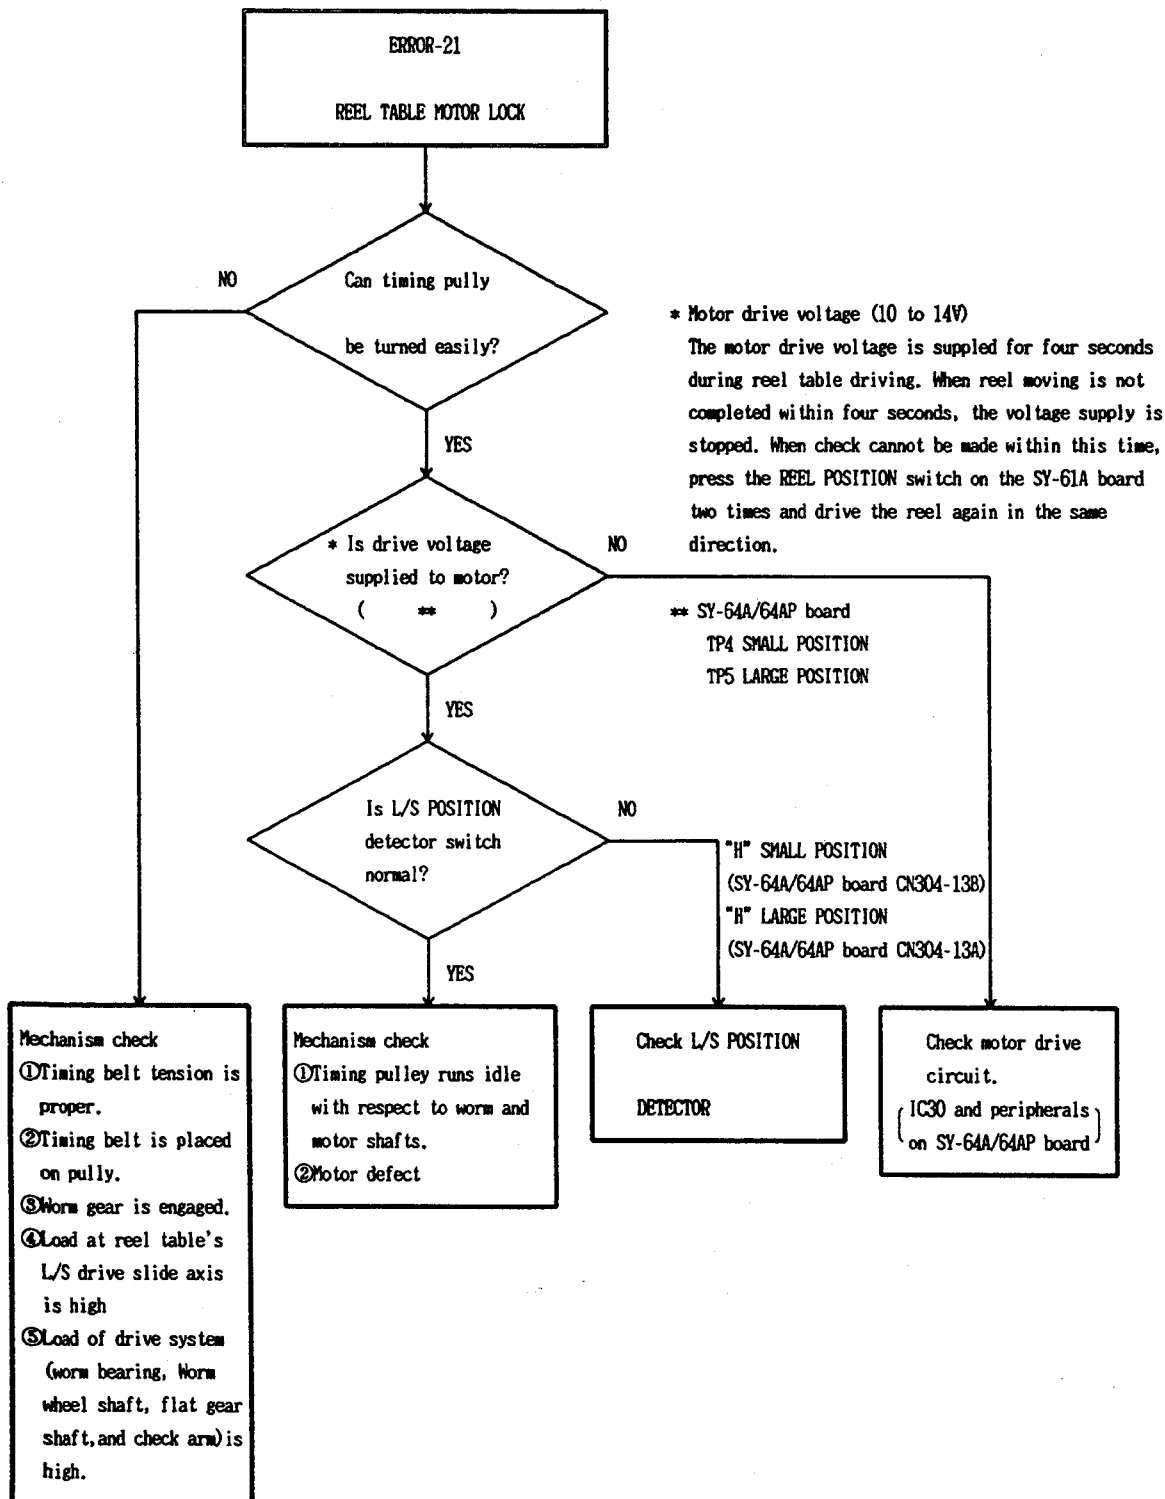 ERROR-21
REEL TABLE MOTOR LOCK
NO
Can timing pully
be turned easily?
YES
* Motor drive voltage (10 to 14V)
The motor drive voltage is suppled for four seconds
during reel table driving. When reel moving is not
completed within four seconds, the voltage supply is
stopped. When check cannot be made within this time,
press the REEL POSITION switch on the SY-61A board
two times and drive the reel again in the same
direction.
* Is drive voltage
supplied to motor?
( ** )
NO
YES
** SY-64A/64AP board
TP4 SMALL POSITION
TP5 LARGE POSITION
Is L/S POSITION
detector switch
normal?
NO
YES
"H" SMALL POSITION
(SY-64A/64AP board CN304-13B)
"H" LARGE POSITION
(SY-64A/64AP board CN304-13A)
Mechanism check
①Timing belt tension is
proper.
②Timing belt is placed
on pully.
③Worm gear is engaged.
④Load at reel table's
L/S drive slide axis
is high
⑤Load of drive system
(worm bearing, Worm
wheel shaft, flat gear
shaft,and check arm)is
high.
Mechanism check
①Timing pulley runs idle
with respect to worm and
motor shafts.
②Motor defect
Check L/S POSITION
DETECTOR
Check motor drive
circuit.
(IC30 and peripherals
on SY-64A/64AP board)